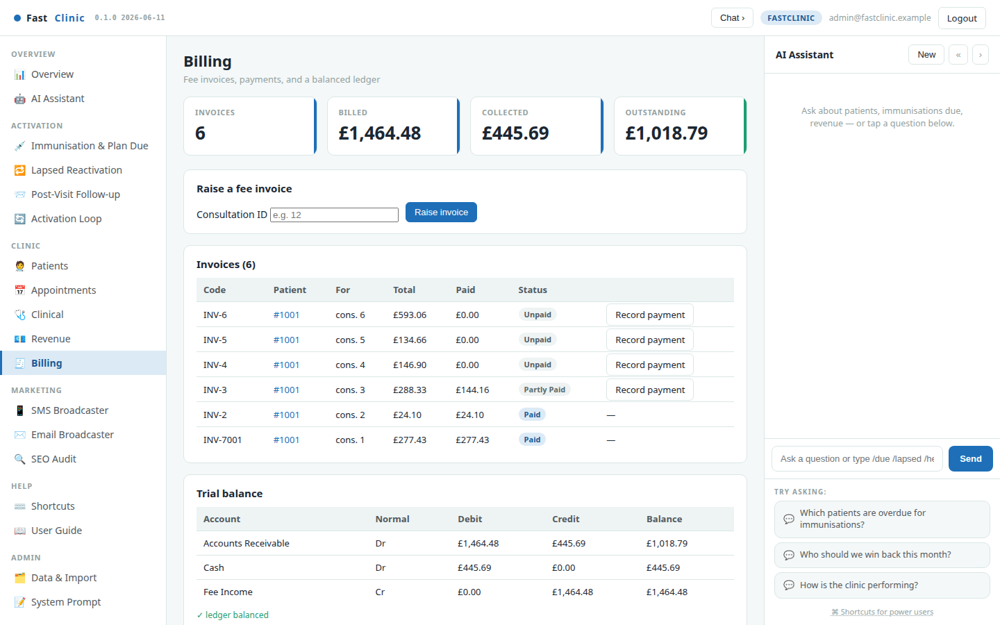 Fast Clinic 0.1.0 2026-06-11
Chat › FASTCLINIC admin@fastclinic.example Logout
OVERVIEW
Overview
AI Assistant
ACTIVATION
Immunisation & Plan Due
Lapsed Reactivation
Post-Visit Follow-up
Activation Loop
CLINIC
Patients
Appointments
Clinical
Revenue
Billing
MARKETING
SMS Broadcaster
Email Broadcaster
SEO Audit
HELP
Shortcuts
User Guide
ADMIN
Data & Import
System Prompt
Billing
Fee invoices, payments, and a balanced ledger
INVOICES
6
BILLED
£1,464.48
COLLECTED
£445.69
OUTSTANDING
£1,018.79
Raise a fee invoice
Consultation ID e.g. 12 Raise invoice
Invoices (6)
Code Patient For Total Paid Status
INV-6 #1001 cons. 6 £593.06 £0.00 Unpaid Record payment
INV-5 #1001 cons. 5 £134.66 £0.00 Unpaid Record payment
INV-4 #1001 cons. 4 £146.90 £0.00 Unpaid Record payment
INV-3 #1001 cons. 3 £288.33 £144.16 Partly Paid Record payment
INV-2 #1001 cons. 2 £24.10 £24.10 Paid —
INV-7001 #1001 cons. 1 £277.43 £277.43 Paid —
Trial balance
Account Normal Debit Credit Balance
Accounts Receivable Dr £1,464.48 £445.69 £1,018.79
Cash Dr £445.69 £0.00 £445.69
Fee Income Cr £0.00 £1,464.48 £1,464.48
✓ ledger balanced
AI Assistant New « ›
Ask about patients, immunisations due,
revenue — or tap a question below.
Ask a question or type /due /lapsed /he Send
TRY ASKING:
Which patients are overdue for
immunisations?
Who should we win back this month?
How is the clinic performing?
⌘ Shortcuts for power users